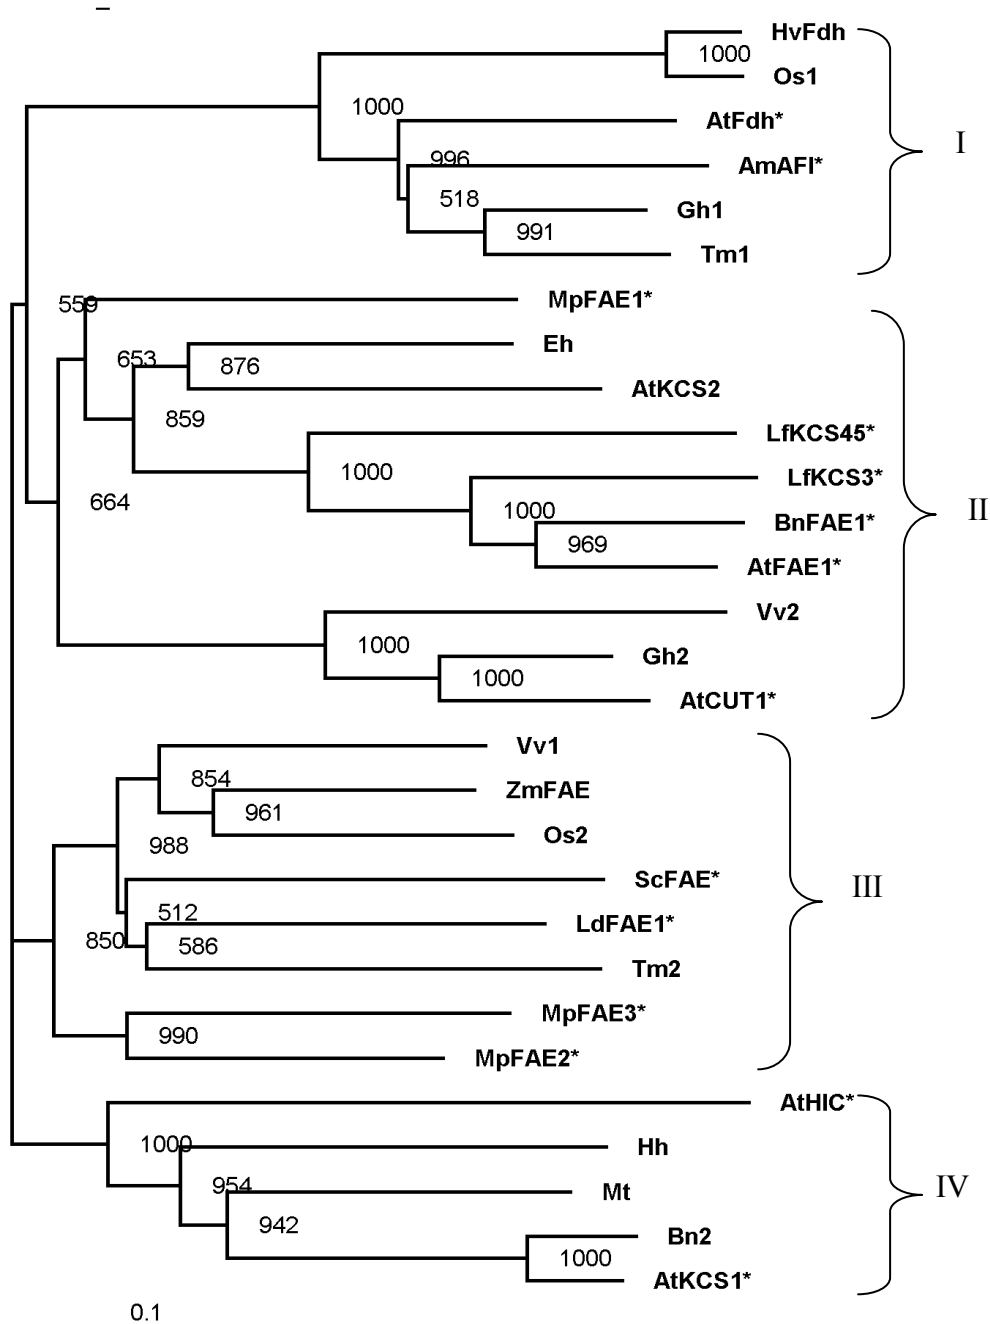 HvFdh
1000
Os1
1000
AtFdh*
I
996
AmAFI*
518
Gh1
991
Tm1
559
MpFAE1*
Eh
653
876
AtKCS2
859
LfKCS45*
1000
LfKCS3*
664
1000
II
BnFAE1*
969
AtFAE1*
Vv2
1000
Gh2
1000
AtCUT1*
Vv1
854
ZmFAE
961
Os2
988
ScFAE*
III
512
LdFAE1*
850
586
Tm2
MpFAE3*
990
MpFAE2*
AtHIC*
1000
Hh
954
Mt
IV
942
Bn2
1000
AtKCS1*
0.1